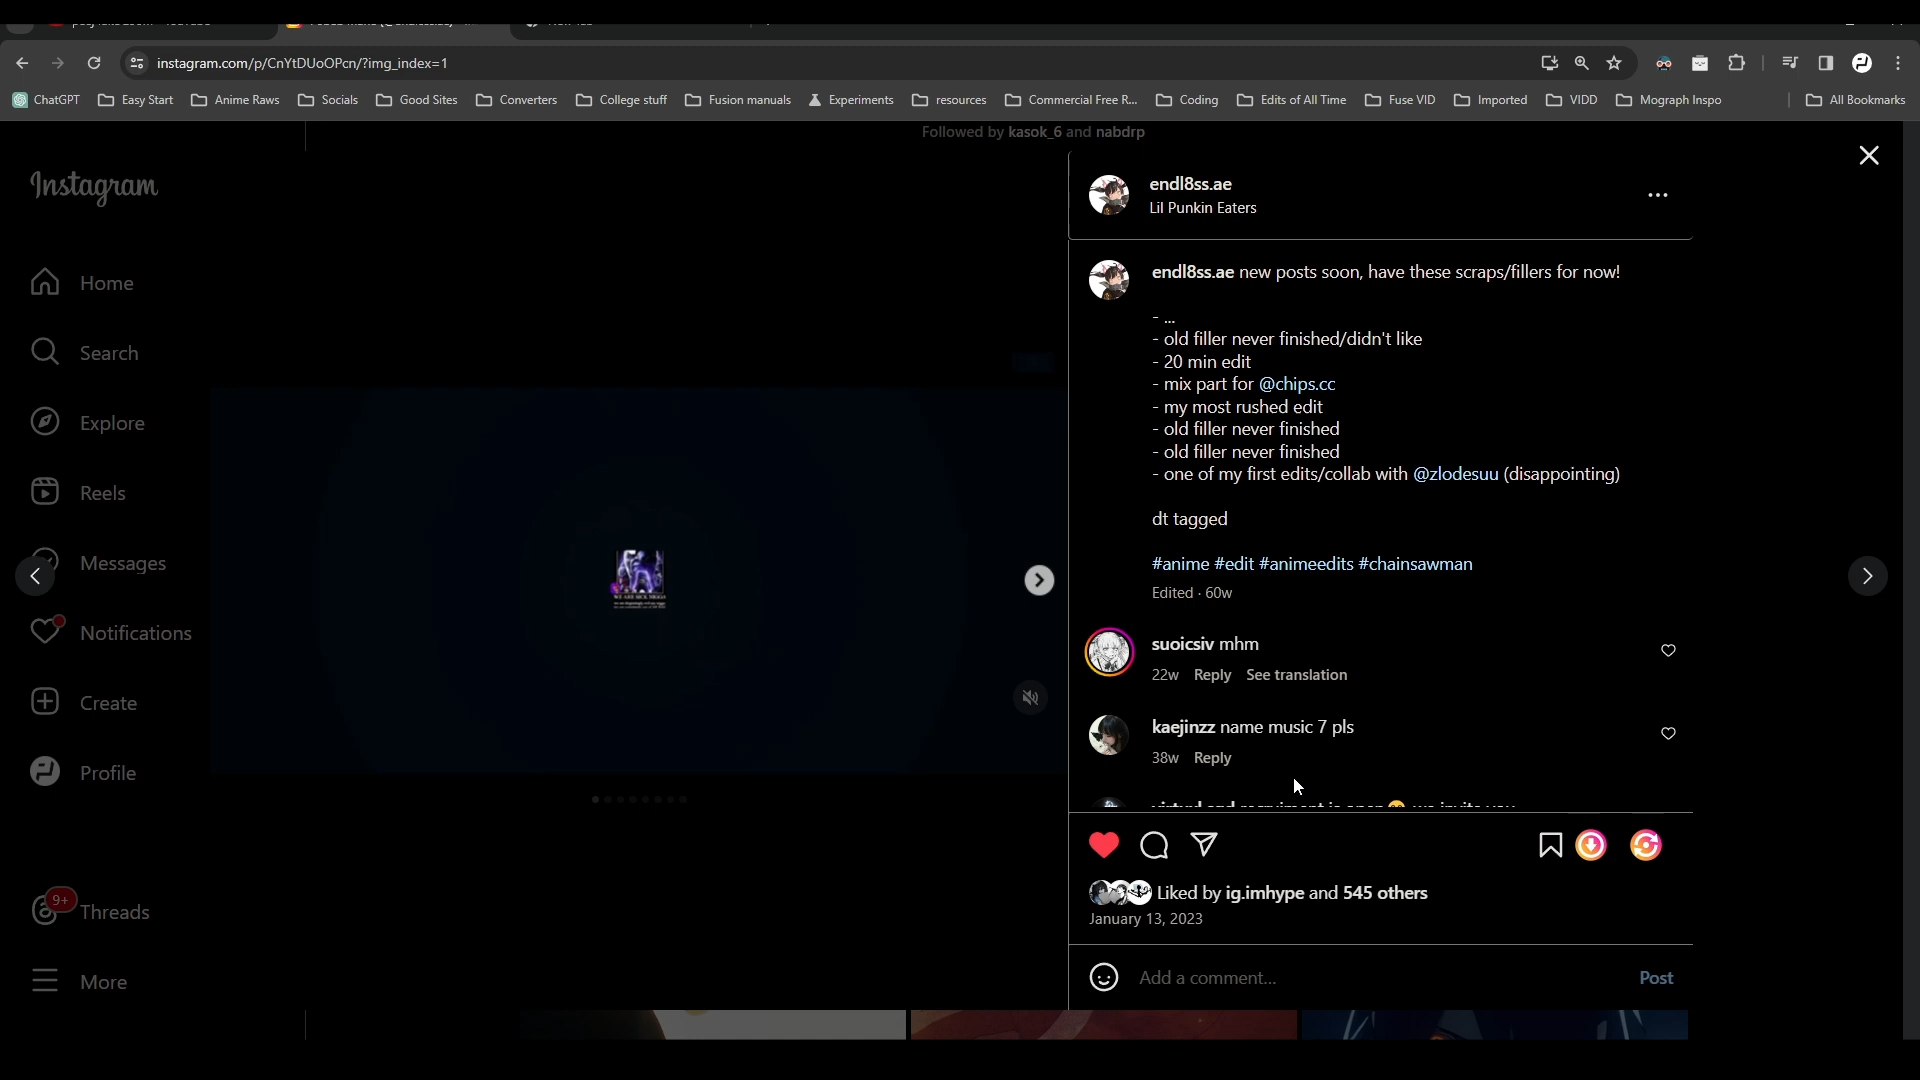 instagram.com/p/CnYtDUoOPcn/?img_index=1
ChatGPT Easy Start Anime Raws Socials Good Sites Converters College stuff Fusion manuals Experiments resources Commercial Free R... Coding Edits of All Time Fuse VID Imported VIDD Mograph Inspo All Bookmarks
Followed by kasok_6 and nabdrp
Instagram
Home
Search
Explore
Reels
Messages
Notifications
Create
Profile
9+
Threads
More
endl8ss.ae
Lil Punkin Eaters
endl8ss.ae new posts soon, have these scraps/fillers for now!
- ...
- old filler never finished/didn't like
- 20 min edit
- mix part for @chips.cc
- my most rushed edit
- old filler never finished
- old filler never finished
- one of my first edits/collab with @zlodesuu (disappointing)
dt tagged
#anime #edit #animeedits #chainsawman
Edited · 60w
suoicsiv mhm
22w Reply See translation
kaejinzz name music 7 pls
38w Reply
Liked by ig.imhype and 545 others
January 13, 2023
Add a comment...
Post